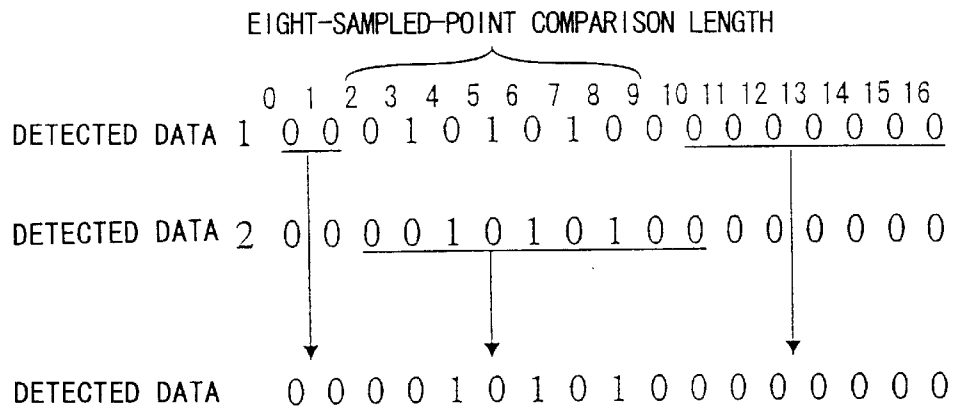 EIGHT-SAMPLED-POINT COMPARISON LENGTH
0 1 2 3 4 5 6 7 8 9 10 11 12 13 14 15 16
DETECTED DATA 1 0 0 0 1 0 1 0 1 0 0 0 0 0 0 0 0 0
DETECTED DATA 2 0 0 0 0 1 0 1 0 1 0 0 0 0 0 0 0 0
DETECTED DATA 0 0 0 0 1 0 1 0 1 0 0 0 0 0 0 0 0